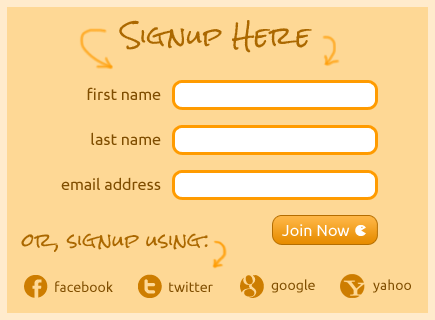 Signup Here
first name
last name
email address
Join Now
or, signup using:
facebook twitter google yahoo